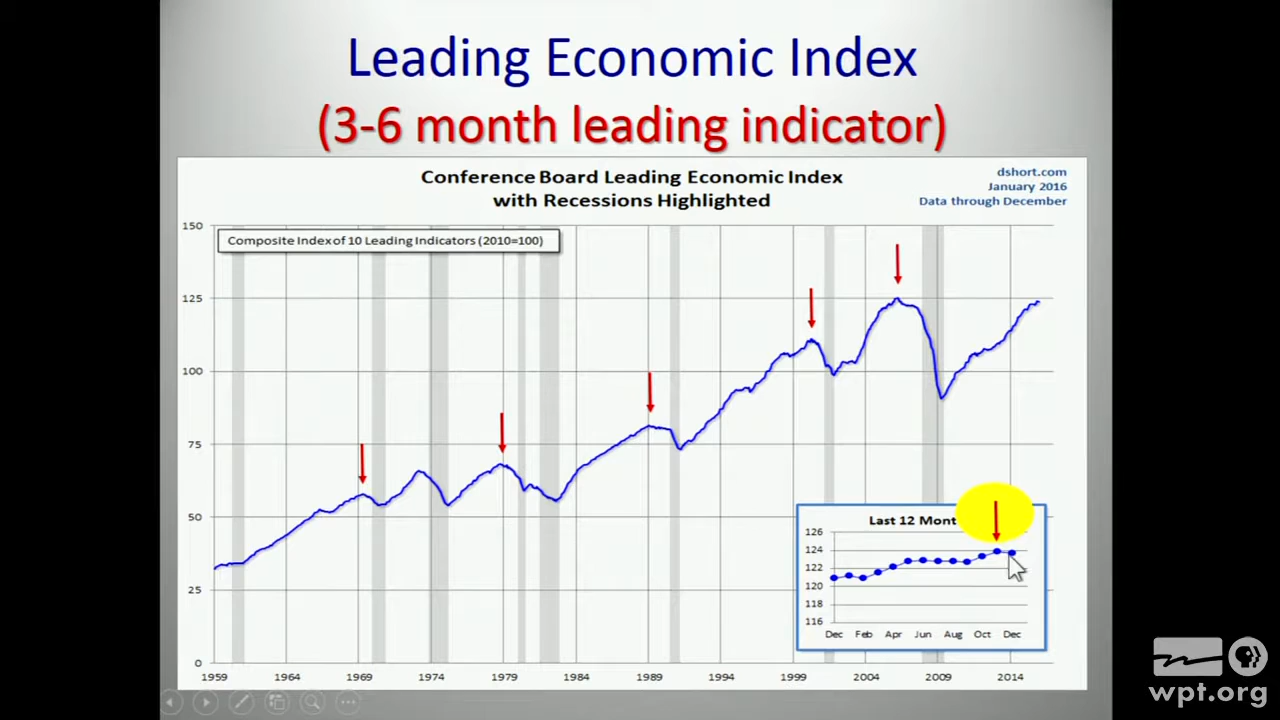 Leading Economic Index
(3-6 month leading indicator)
Conference Board Leading Economic Index
with Recessions Highlighted
dshort.com
January 2016
Data through December
Composite Index of 10 Leading Indicators (2010=100)
150
125
100
75
50
25
0
1959 1964 1969 1974 1979 1984 1989 1994 1999 2004 2009 2014
Last 12 Mont
126
124
122
120
118
116
Dec Feb Apr Jun Aug Oct Dec
PBS
wpt.org